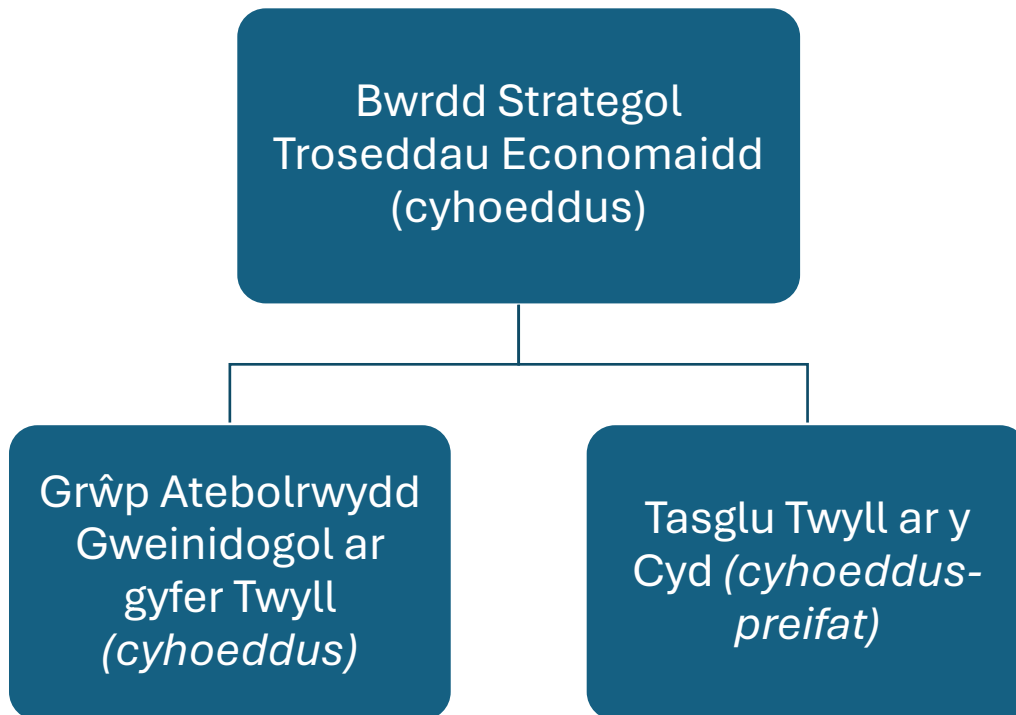 Bwrdd Strategol
Troseddau Economaidd
(cyhoeddus)
Grŵp Atebolrwydd
Gweinidogol ar
gyfer Twyll
(cyhoeddus)
Tasglu Twyll ar y
Cyd (cyhoeddus-
preifat)